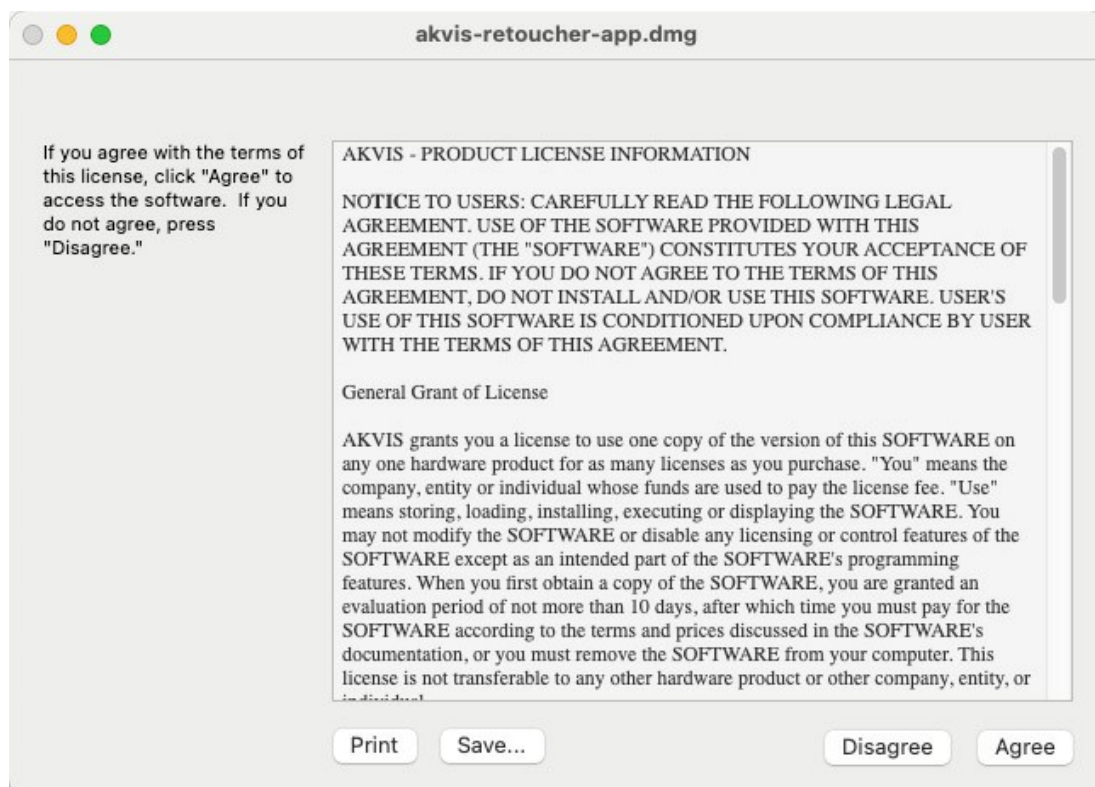 akvis-retoucher-app.dmg
If you agree with the terms of
this license, click "Agree" to
access the software.  If you
do not agree, press
"Disagree."
AKVIS - PRODUCT LICENSE INFORMATION
NOTICE TO USERS: CAREFULLY READ THE FOLLOWING LEGAL
AGREEMENT. USE OF THE SOFTWARE PROVIDED WITH THIS
AGREEMENT (THE "SOFTWARE") CONSTITUTES YOUR ACCEPTANCE OF
THESE TERMS. IF YOU DO NOT AGREE TO THE TERMS OF THIS
AGREEMENT, DO NOT INSTALL AND/OR USE THIS SOFTWARE. USER'S
USE OF THIS SOFTWARE IS CONDITIONED UPON COMPLIANCE BY USER
WITH THE TERMS OF THIS AGREEMENT.
General Grant of License
AKVIS grants you a license to use one copy of the version of this SOFTWARE on
any one hardware product for as many licenses as you purchase. "You" means the
company, entity or individual whose funds are used to pay the license fee. "Use"
means storing, loading, installing, executing or displaying the SOFTWARE. You
may not modify the SOFTWARE or disable any licensing or control features of the
SOFTWARE except as an intended part of the SOFTWARE's programming
features. When you first obtain a copy of the SOFTWARE, you are granted an
evaluation period of not more than 10 days, after which time you must pay for the
SOFTWARE according to the terms and prices discussed in the SOFTWARE's
documentation, or you must remove the SOFTWARE from your computer. This
license is not transferable to any other hardware product or other company, entity, or
Print
Save...
Disagree
Agree